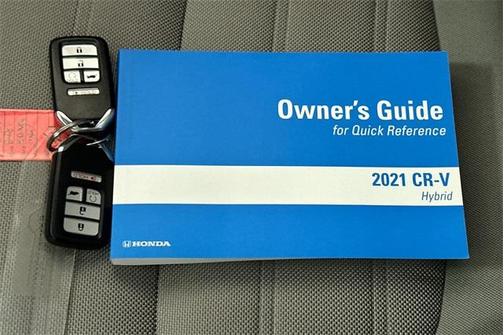 Owner's Guide
for Quick Reference
2021 CR-V
Hybrid
HONDA